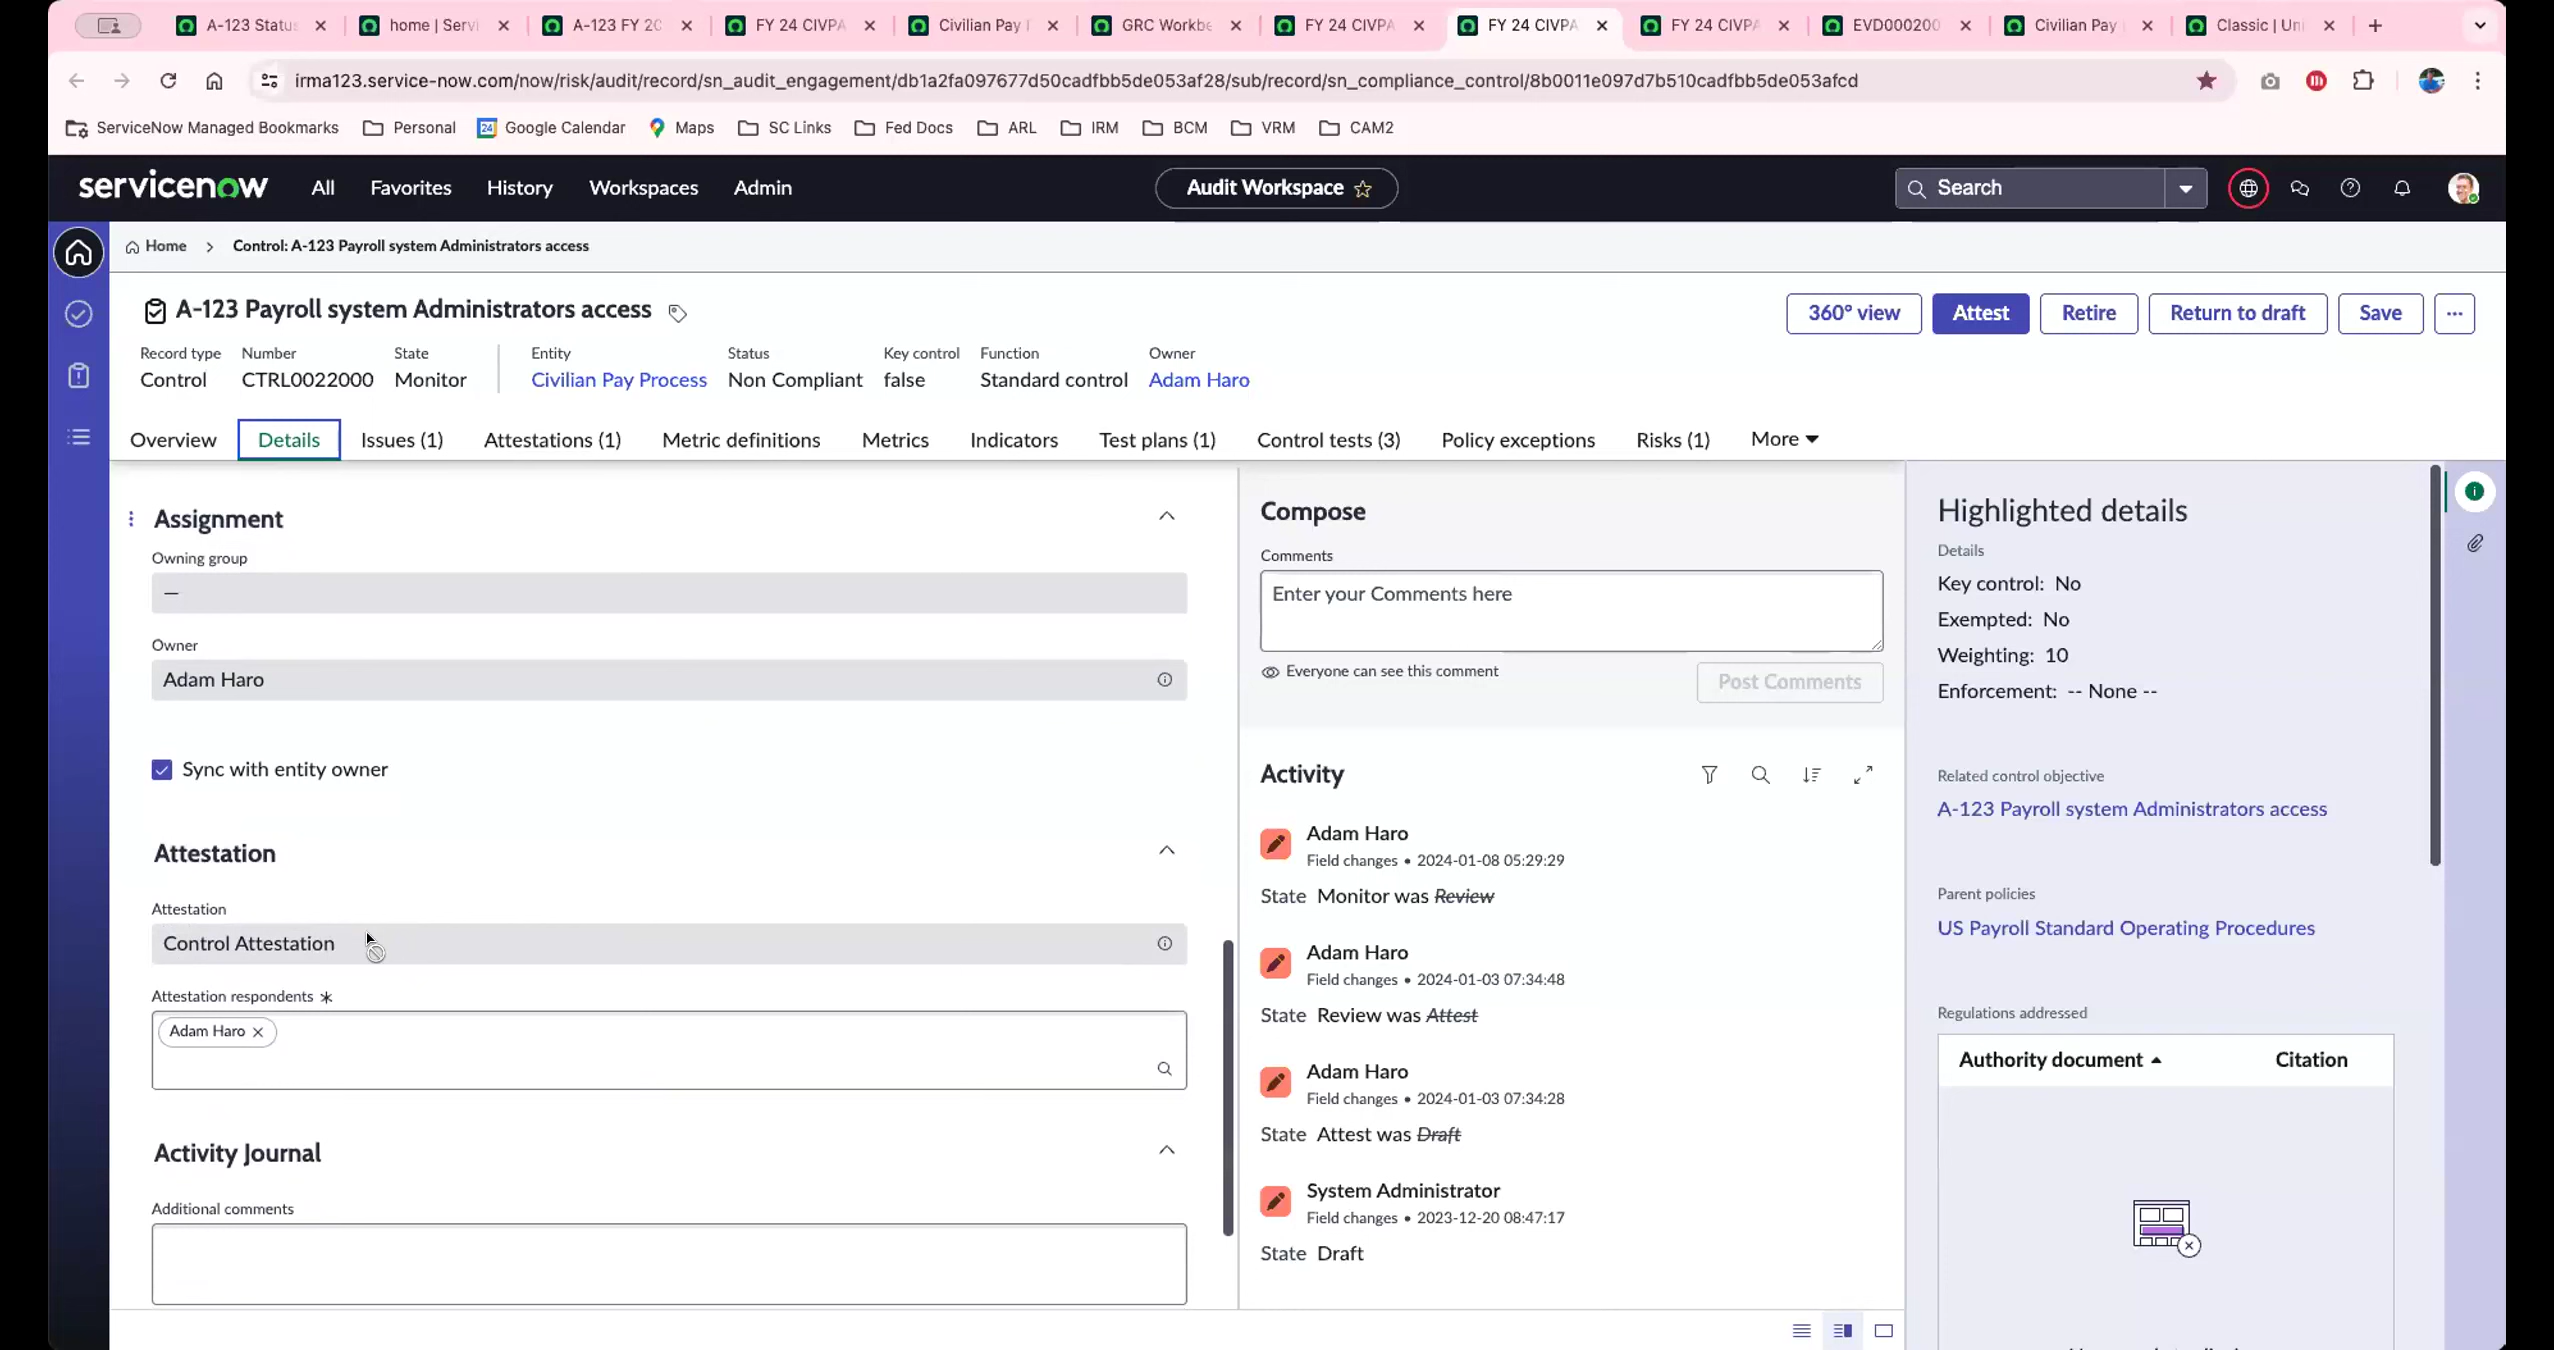 A-123 Status
home | Servi
A-123 FY 20
FY 24 CIVPA
Civilian Pay
GRC Workbe
FY 24 CIVPA
FY 24 CIVPA
FY 24 CIVPA
EVD000200
Civilian Pay
Classic | Uni
irma123.service-now.com/now/risk/audit/record/sn_audit_engagement/db1a2fa097677d50cadfbb5de053af28/sub/record/sn_compliance_control/8b0011e097d7b510cadfbb5de053afcd
ServiceNow Managed Bookmarks
Personal
24
Google Calendar
Maps
SC Links
Fed Docs
ARL
IRM
BCM
VRM
CAM2
servicenow
All
Favorites
History
Workspaces
Admin
Audit Workspace
Search
Home
Control: A-123 Payroll system Administrators access
A-123 Payroll system Administrators access
360° view
Attest
Retire
Return to draft
Save
Record type
Control
Number
CTRL0022000
State
Monitor
Entity
Civilian Pay Process
Status
Non Compliant
Key control
false
Function
Standard control
Owner
Adam Haro
Overview
Details
Issues (1)
Attestations (1)
Metric definitions
Metrics
Indicators
Test plans (1)
Control tests (3)
Policy exceptions
Risks (1)
More
Assignment
Owning group
—
Owner
Adam Haro
Sync with entity owner
Attestation
Attestation
Control Attestation
Attestation respondents *
Adam Haro
Activity Journal
Additional comments
Compose
Comments
Enter your Comments here
Everyone can see this comment
Post Comments
Activity
Adam Haro
Field changes • 2024-01-08 05:29:29
State Monitor was Review
Adam Haro
Field changes • 2024-01-03 07:34:48
State Review was Attest
Adam Haro
Field changes • 2024-01-03 07:34:28
State Attest was Draft
System Administrator
Field changes • 2023-12-20 08:47:17
State Draft
Highlighted details
Details
Key control: No
Exempted: No
Weighting: 10
Enforcement: -- None --
Related control objective
A-123 Payroll system Administrators access
Parent policies
US Payroll Standard Operating Procedures
Regulations addressed
Authority document
Citation